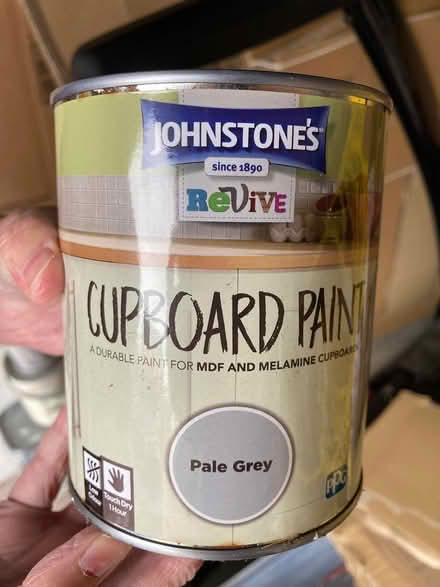 JOHNSTONE'S
since 1890
ReViVE
CUPBOARD PAINT
A DURABLE PAINT FOR MDF AND MELAMINE CUPBOARDS
Pale Grey
Touch Dry
1 Hour
PPG